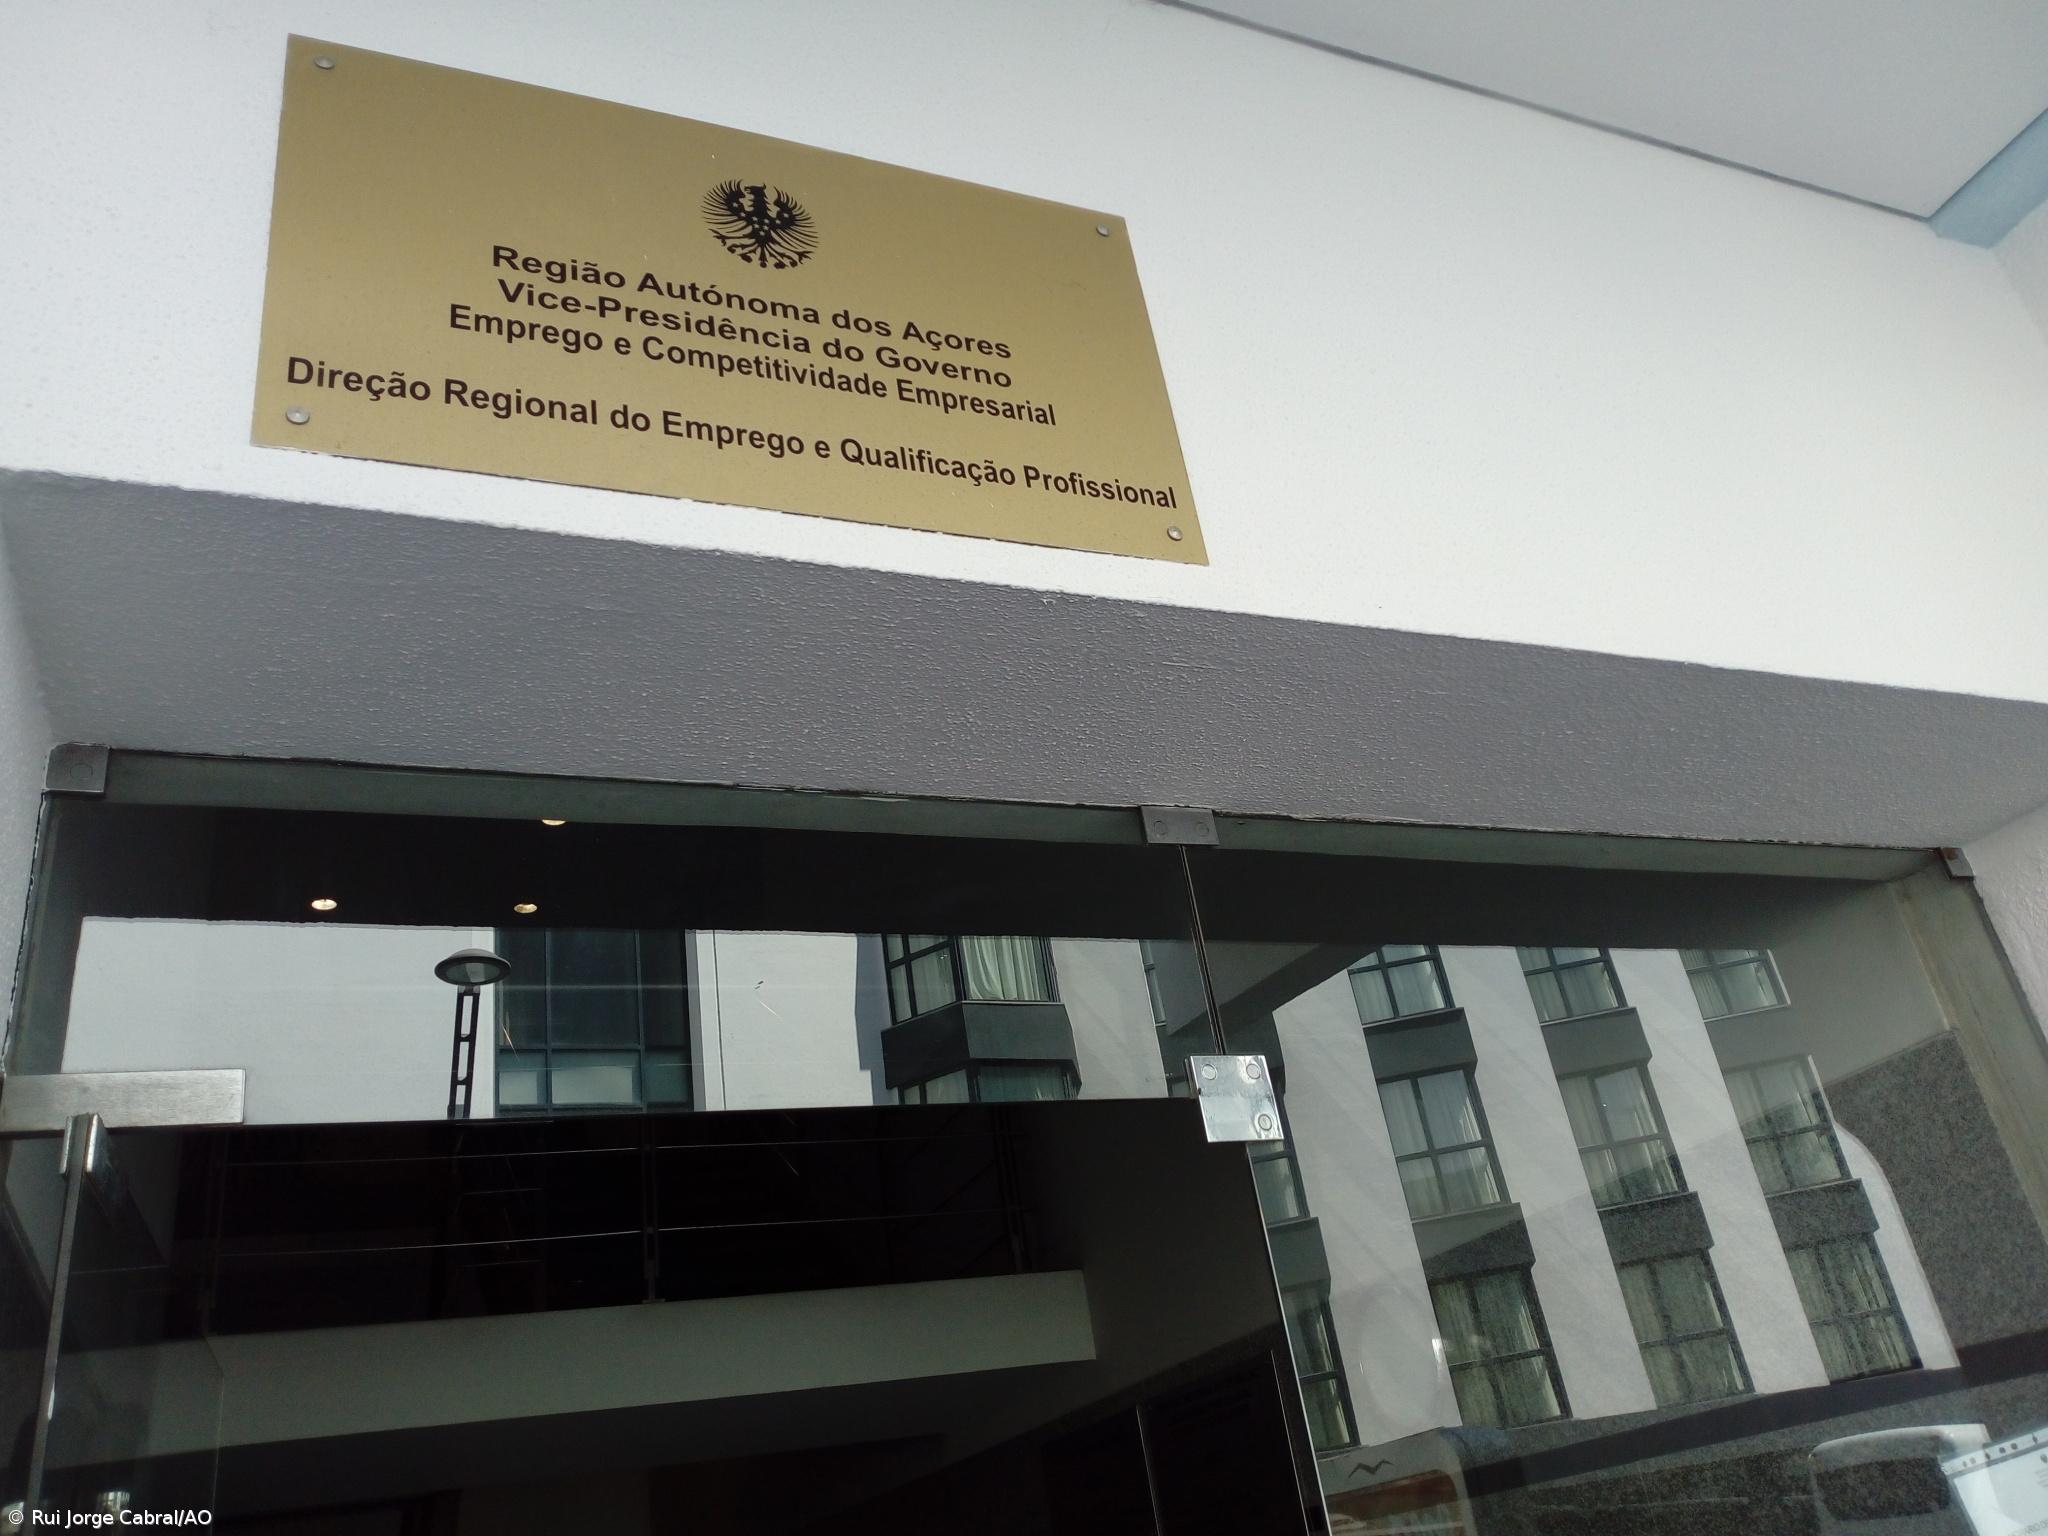 Região Autónoma dos Açores
Vice-Presidência do Governo
Emprego e Competitividade Empresarial
Direção Regional do Emprego e Qualificação Profissional
© Rui Jorge Cabral/AO